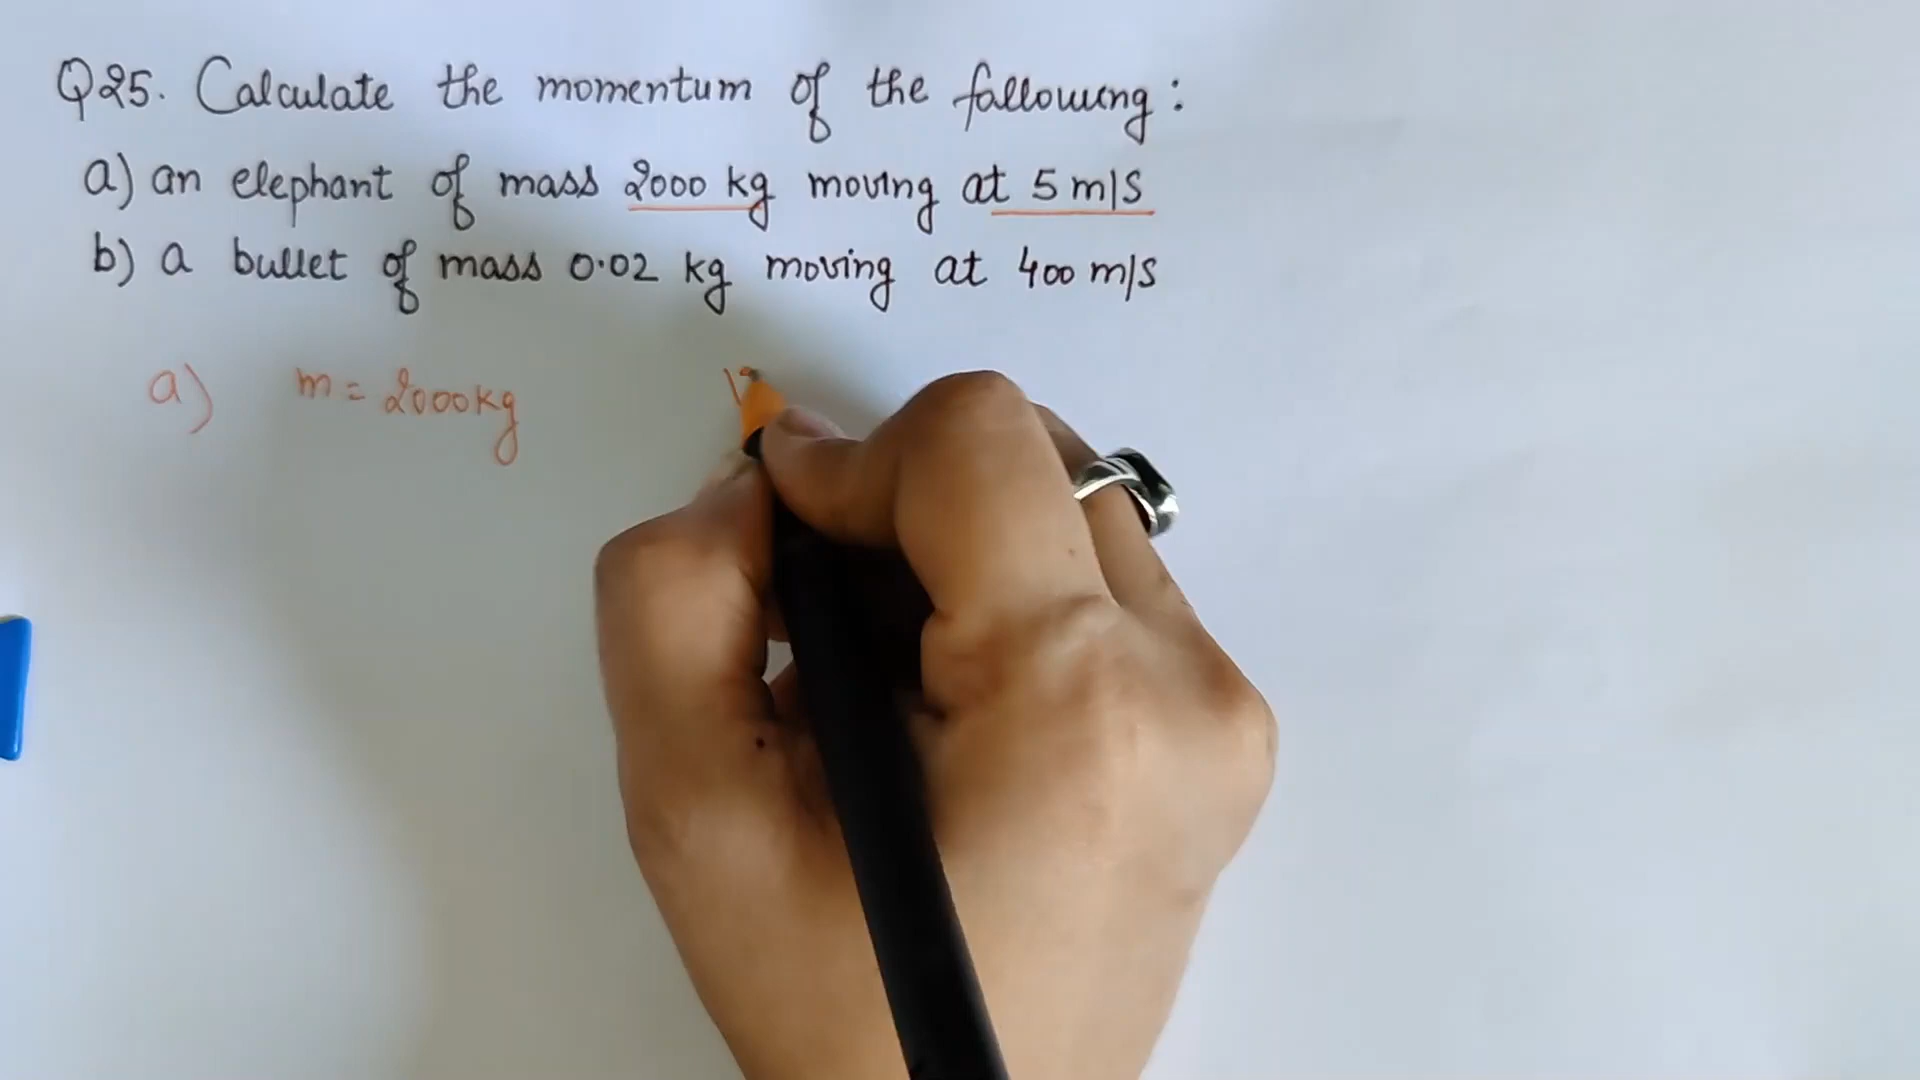 Q25. Calculate the momentum of the fallowing :
a) an elephant of mass 2000 kg moving at 5 m/s
b) a bullet of mass 0.02 kg moving at 400 m/s
a) m = 2000kg v